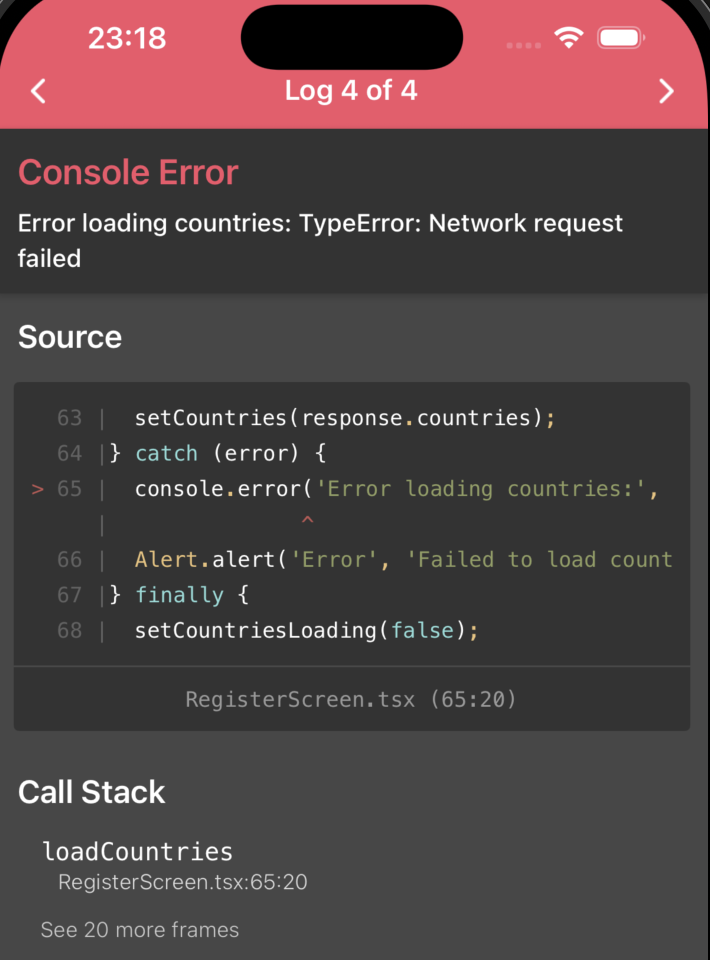 23:18
Log 4 of 4
Console Error
Error loading countries: TypeError: Network request
failed
Source
63 |  setCountries(response.countries);
64 |} catch (error) {
> 65 |  console.error('Error loading countries:',
|              ^
66 |  Alert.alert('Error', 'Failed to load count
67 |} finally {
68 |  setCountriesLoading(false);
RegisterScreen.tsx (65:20)
Call Stack
loadCountries
RegisterScreen.tsx:65:20
See 20 more frames